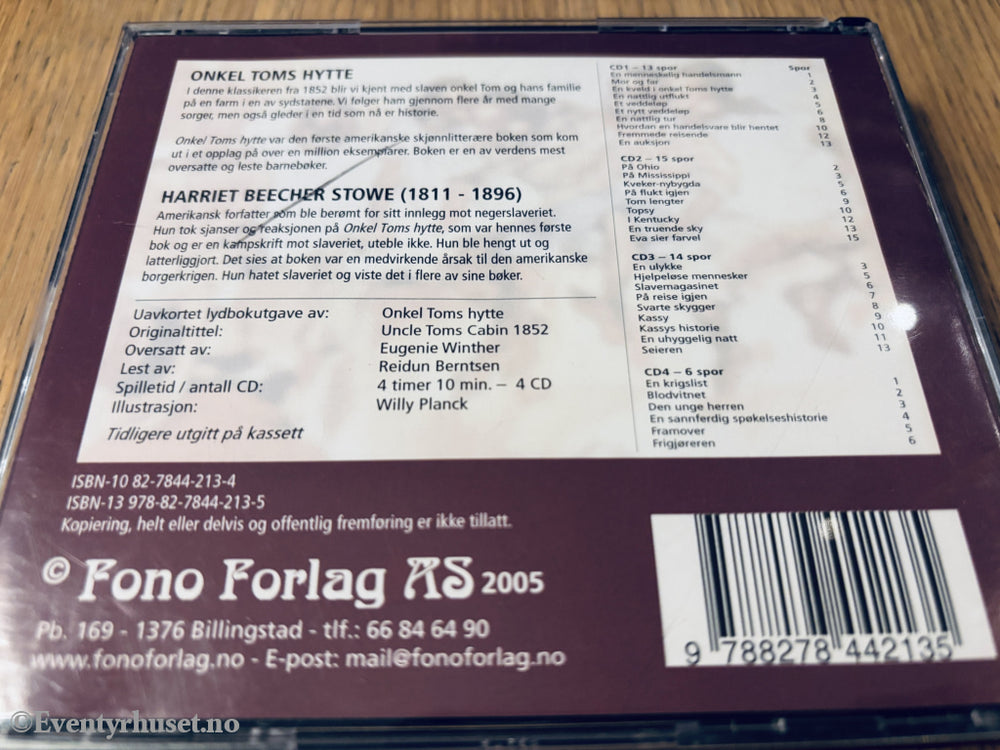 ONKEL TOMS HYTTE
I denne klassikeren fra 1852 blir vi kjent med slaven onkel Tom og hans familie
på en farm i en av sydstatene. Vi følger ham gjennom flere år med mange
sorger, men også gleder i en tid som nå er historie.
Onkel Toms hytte var den første amerikanske skjønnlitterære boken som kom
ut i et opplag på over en million eksemplarer. Boken er en av verdens mest
oversatte og leste barnebøker.
HARRIET BEECHER STOWE (1811 - 1896)
Amerikansk forfatter som ble berømt for sitt innlegg mot negerslaveriet.
Hun tok sjanser og reaksjonen på Onkel Toms hytte, som var hennes første
bok og er en kampskrift mot slaveriet, uteble ikke. Hun ble hengt ut og
latterliggjort. Det sies at boken var en medvirkende årsak til den amerikanske
borgerkrigen. Hun hatet slaveriet og viste det i flere av sine bøker.
Uavkortet lydbokutgave av: Onkel Toms hytte
Originaltittel: Uncle Toms Cabin 1852
Oversatt av: Eugenie Winther
Lest av: Reidun Berntsen
Spilletid / antall CD: 4 timer 10 min. – 4 CD
Illustrasjon: Willy Planck
Tidligere utgitt på kassett
CD1 – 13 spor Spor
En menneskelig handelsmann 1
Mor og far 2
En kveld i onkel Toms hytte 3
En nattlig utflukt 4
Et veddeløp 5
Et nytt veddeløp 6
En nattlig tur 8
Hvordan en handelsvare blir hentet 10
Fremmede reisende 12
En auksjon 13
CD2 – 15 spor
På Ohio 2
På Mississippi 3
Kveker-nybygda 5
På flukt igjen 6
Tom lengter 9
Topsy 10
I Kentucky 12
En truende sky 13
Eva sier farvel 15
CD3 – 14 spor
En ulykke 3
Hjelpeløse mennesker 5
Slavemagasinet 6
På reise igjen 7
Svarte skygger 8
Kassy 9
Kassys historie 10
En uhyggelig natt 11
Seieren 13
CD4 – 6 spor
En krigslist 1
Blodvitnet 2
Den unge herren 3
En sannferdig spøkelseshistorie 4
Framover 5
Frigjøreren 6
ISBN-10 82-7844-213-4
ISBN-13 978-82-7844-213-5
Kopiering, helt eller delvis og offentlig fremføring er ikke tillatt.
© Fono Forlag AS 2005
Pb. 169 - 1376 Billingstad - tlf.: 66 84 64 90
www.fonoforlag.no - E-post: mail@fonoforlag.no
9 788278 442135
©Eventyrhuset.no